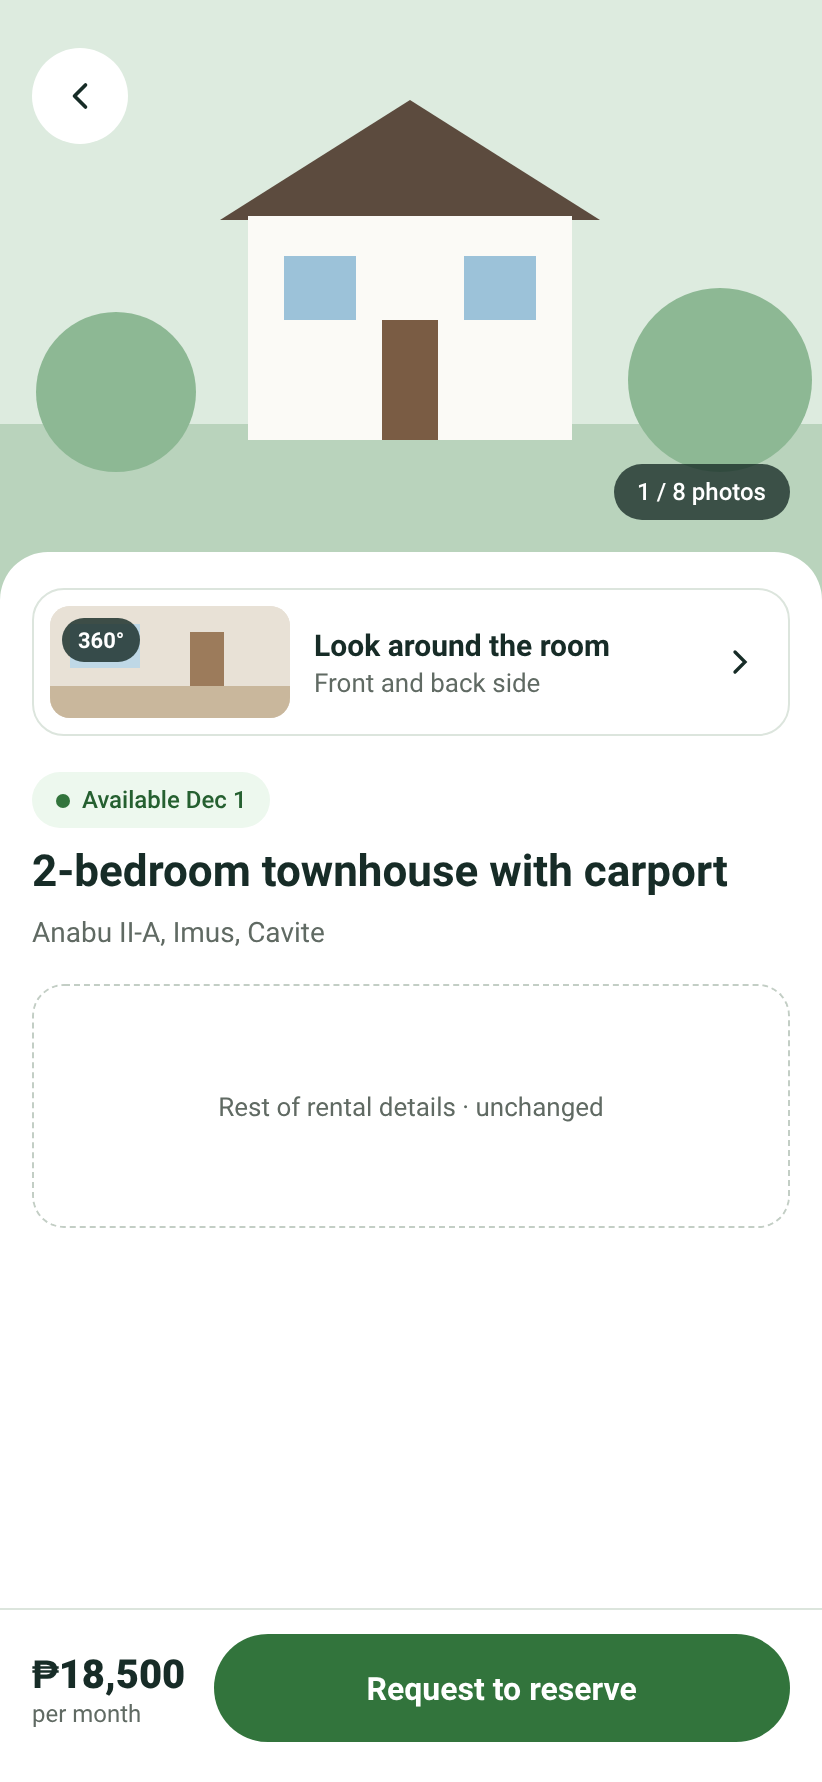 1 / 8 photos
360°
Look around the room
Front and back side
Available Dec 1
2-bedroom townhouse with carport
Anabu II-A, Imus, Cavite
Rest of rental details · unchanged
₱18,500
per month
Request to reserve